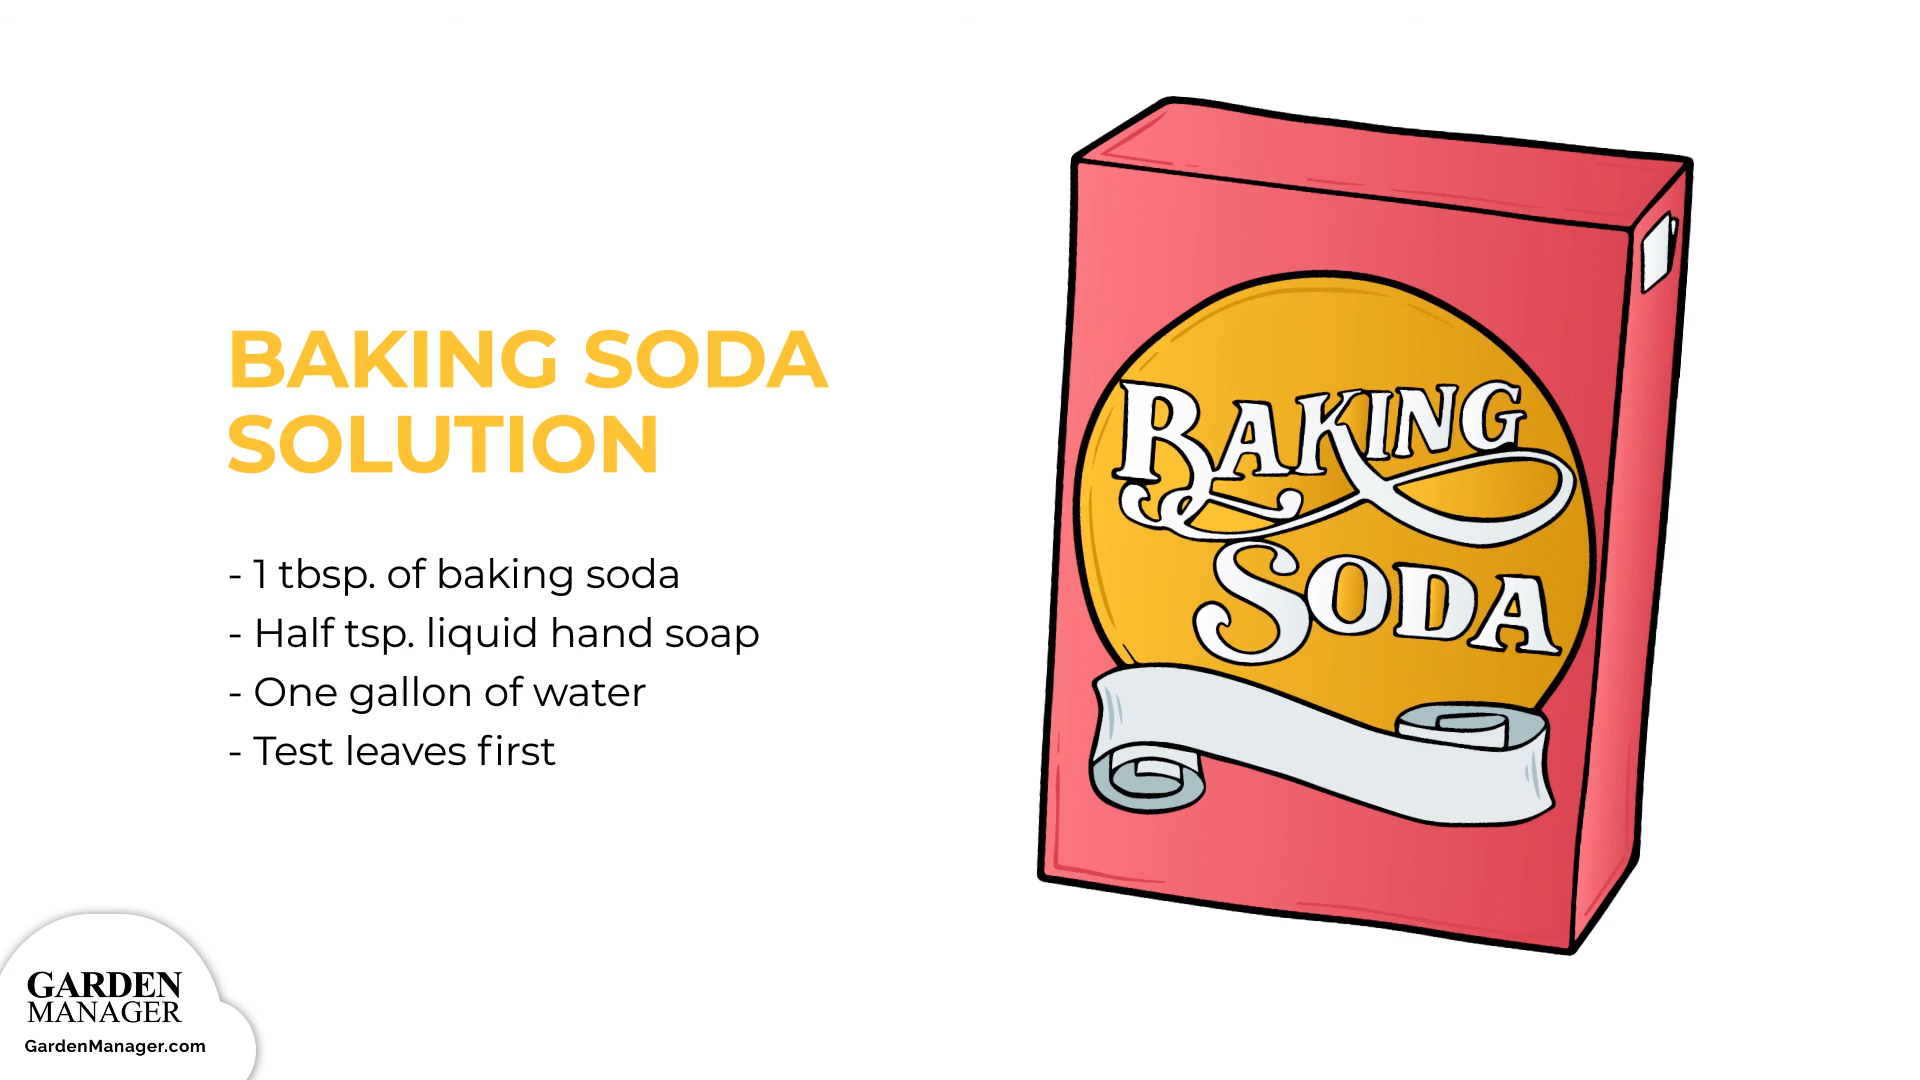 BAKING SODA
SOLUTION
- 1 tbsp. of baking soda
- Half tsp. liquid hand soap
- One gallon of water
- Test leaves first
BAKING
SODA
GARDEN
MANAGER
GardenManager.com